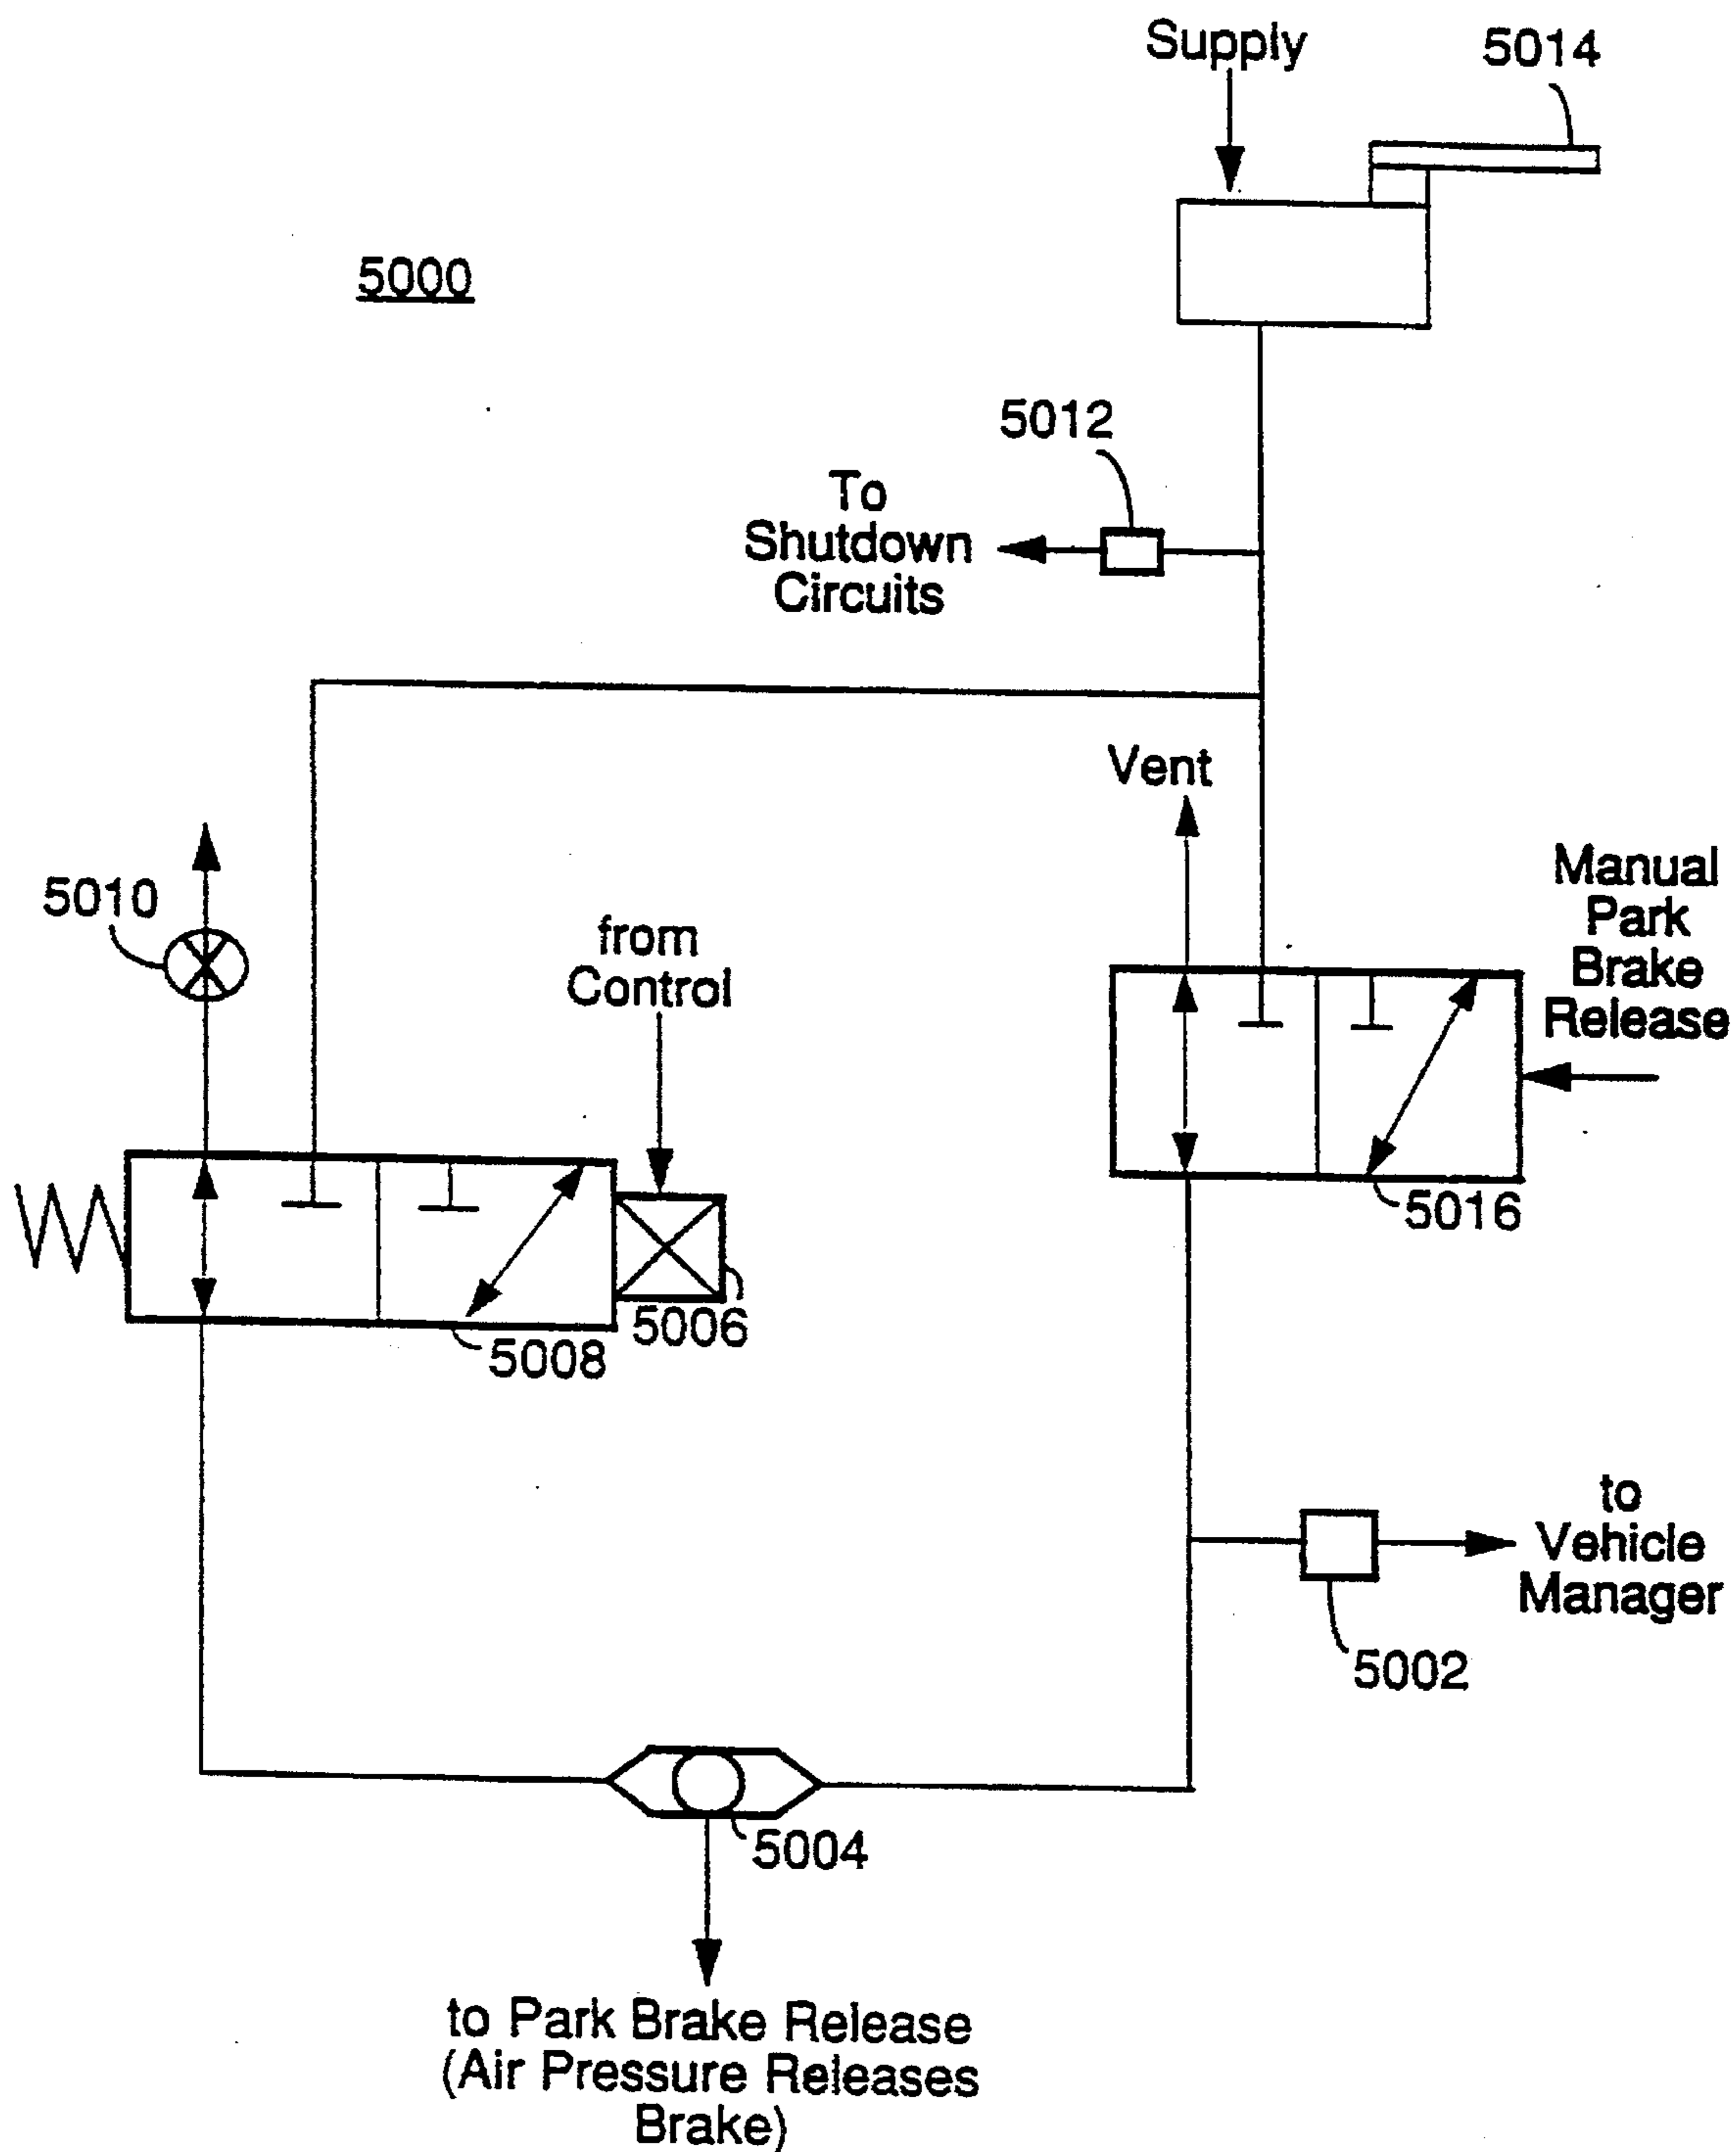 Supply
5014
5000
5012
To
Shutdown
Circuits
Vent
5010
from
Control
Manual
Park
Brake
Release
5016
5006
5008
to
Vehicle
Manager
5002
5004
to Park Brake Release
(Air Pressure Releases
Brake)